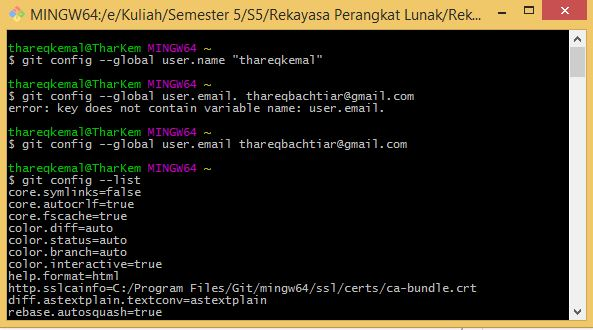 MINGW64:/e/Kuliah/Semester 5/S5/Rekayasa Perangkat Lunak/Rek...
thareqkemal@TharKem MINGW64 ~
$ git config --global user.name "thareqkemal"
thareqkemal@TharKem MINGW64 ~
$ git config --global user.email. thareqbachtiar@gmail.com
error: key does not contain variable name: user.email.
thareqkemal@TharKem MINGW64 ~
$ git config --global user.email thareqbachtiar@gmail.com
thareqkemal@TharKem MINGW64 ~
$ git config --list
core.symlinks=false
core.autocrlf=true
core.fscache=true
color.diff=auto
color.status=auto
color.branch=auto
color.interactive=true
help.format=html
http.sslcainfo=C:/Program Files/Git/mingw64/ssl/certs/ca-bundle.crt
diff.astextplain.textconv=astextplain
rebase.autosquash=true